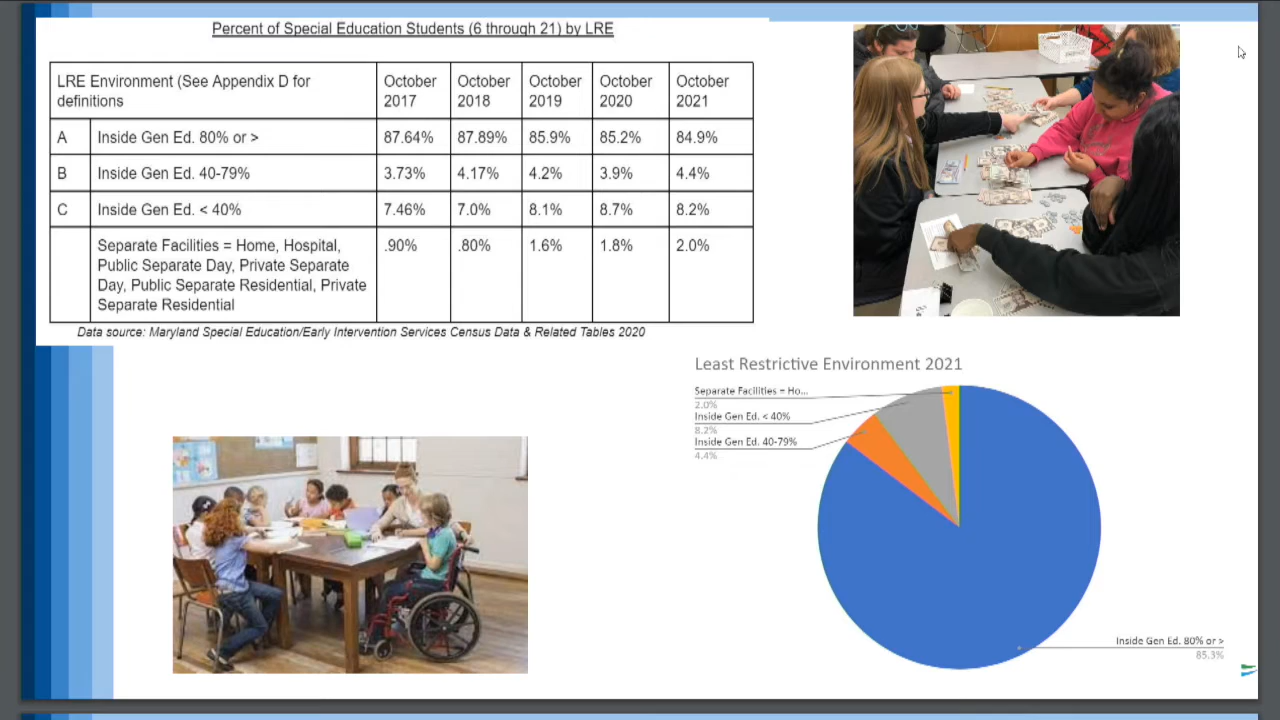 Percent of Special Education Students (6 through 21) by LRE
LRE Environment (See Appendix D for
definitions
October
2017
October
2018
October
2019
October
2020
October
2021
A Inside Gen Ed. 80% or > 87.64% 87.89% 85.9% 85.2% 84.9%
B Inside Gen Ed. 40-79% 3.73% 4.17% 4.2% 3.9% 4.4%
C Inside Gen Ed. < 40% 7.46% 7.0% 8.1% 8.7% 8.2%
Separate Facilities = Home, Hospital, .90% .80% 1.6% 1.8% 2.0%
Public Separate Day, Private Separate
Day, Public Separate Residential, Private
Separate Residential
Data source: Maryland Special Education/Early Intervention Services Census Data & Related Tables 2020
Least Restrictive Environment 2021
Separate Facilities = Ho...
2.0%
Inside Gen Ed. < 40%
8.2%
Inside Gen Ed. 40-79%
4.4%
Inside Gen Ed. 80% or >
85.3%